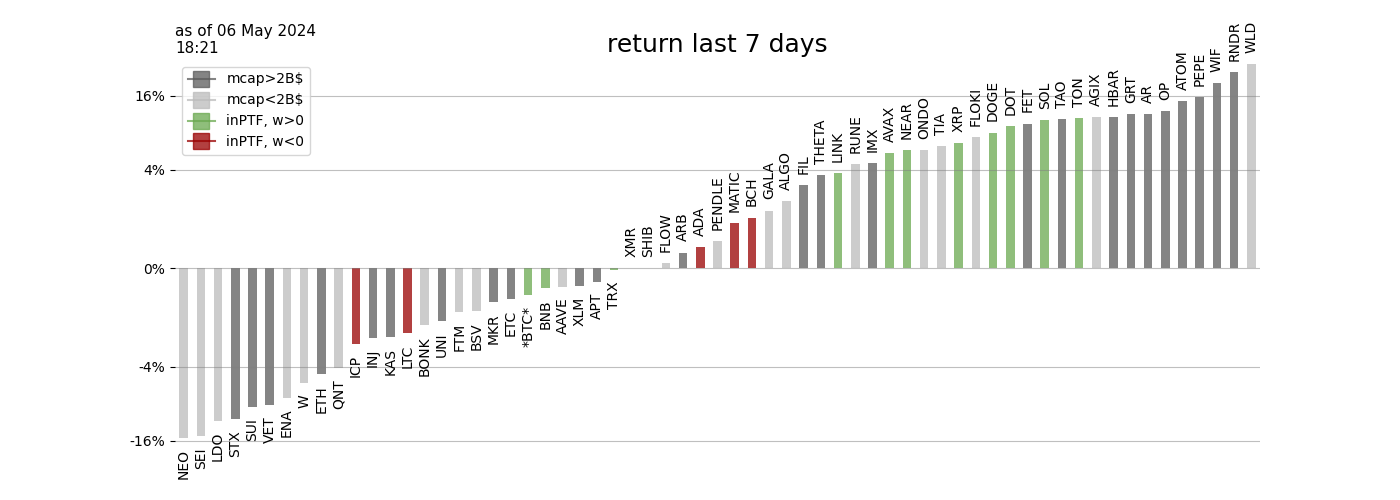 as of 06 May 2024
18:21
return last 7 days
mcap>2B$
mcap<2B$
inPTF, w>0
inPTF, w<0
16%
4%
0%
-4%
-16%
NEO
SEI
LDO
STX
SUI
VET
ENA
W
ETH
QNT
ICP
INJ
KAS
LTC
BONK
UNI
FTM
BSV
MKR
ETC
*BTC*
BNB
AAVE
XLM
APT
TRX
XMR
SHIB
FLOW
ARB
ADA
PENDLE
MATIC
BCH
GALA
ALGO
FIL
THETA
LINK
RUNE
IMX
AVAX
NEAR
ONDO
TIA
XRP
FLOKI
DOGE
DOT
FET
SOL
TAO
TON
AGIX
HBAR
GRT
AR
OP
ATOM
PEPE
WIF
RNDR
WLD